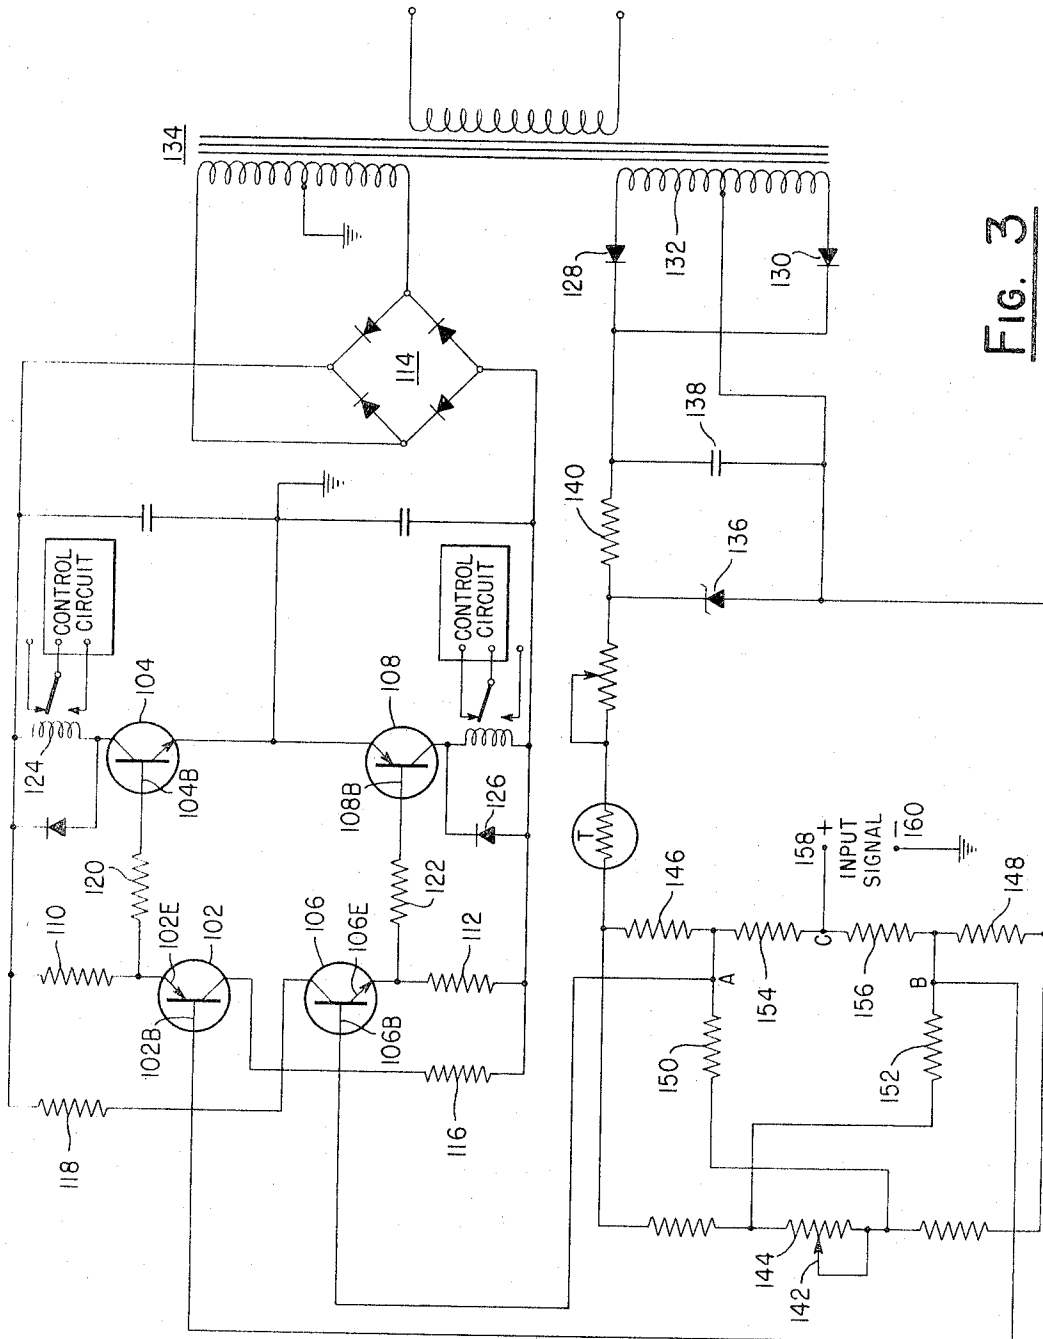 134
114
CONTROL
CIRCUIT
124
104
104B
120
110
102E
102
102B
118
CONTROL
CIRCUIT
108
108B
126
122
106
106E
106B
112
116
128
132
130
138
140
136
T
146
158 +
INPUT
SIGNAL
160 −
A
154
C
156
B
148
150
152
144
142
FIG. 3